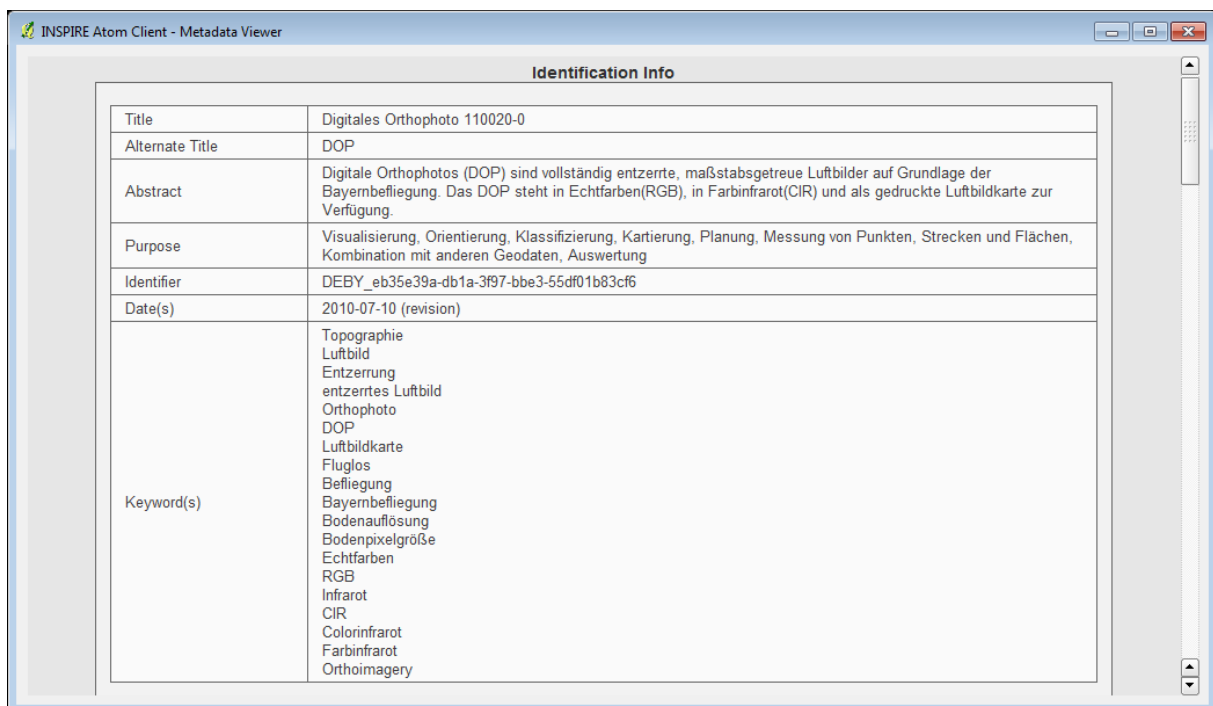 INSPIRE Atom Client - Metadata Viewer
Identification Info
Title
Digitales Orthophoto 110020-0
Alternate Title
DOP
Abstract
Digitale Orthophotos (DOP) sind vollständig entzerrte, maßstabsgetreue Luftbilder auf Grundlage der
Bayernbefliegung. Das DOP steht in Echtfarben(RGB), in Farbinfrarot(CIR) und als gedruckte Luftbildkarte zur
Verfügung.
Purpose
Visualisierung, Orientierung, Klassifizierung, Kartierung, Planung, Messung von Punkten, Strecken und Flächen,
Kombination mit anderen Geodaten, Auswertung
Identifier
DEBY_eb35e39a-db1a-3f97-bbe3-55df01b83cf6
Date(s)
2010-07-10 (revision)
Keyword(s)
Topographie
Luftbild
Entzerrung
entzerrtes Luftbild
Orthophoto
DOP
Luftbildkarte
Fluglos
Befliegung
Bayernbefliegung
Bodenauflösung
Bodenpixelgröße
Echtfarben
RGB
Infrarot
CIR
Colorinfrarot
Farbinfrarot
Orthoimagery